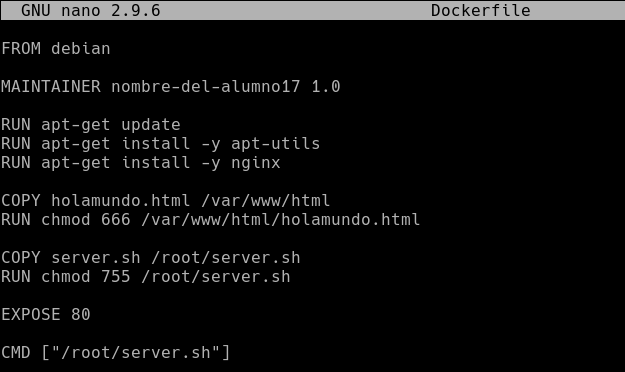 GNU nano 2.9.6 Dockerfile
FROM debian
MAINTAINER nombre-del-alumno17 1.0
RUN apt-get update
RUN apt-get install -y apt-utils
RUN apt-get install -y nginx
COPY holamundo.html /var/www/html
RUN chmod 666 /var/www/html/holamundo.html
COPY server.sh /root/server.sh
RUN chmod 755 /root/server.sh
EXPOSE 80
CMD ["/root/server.sh"]